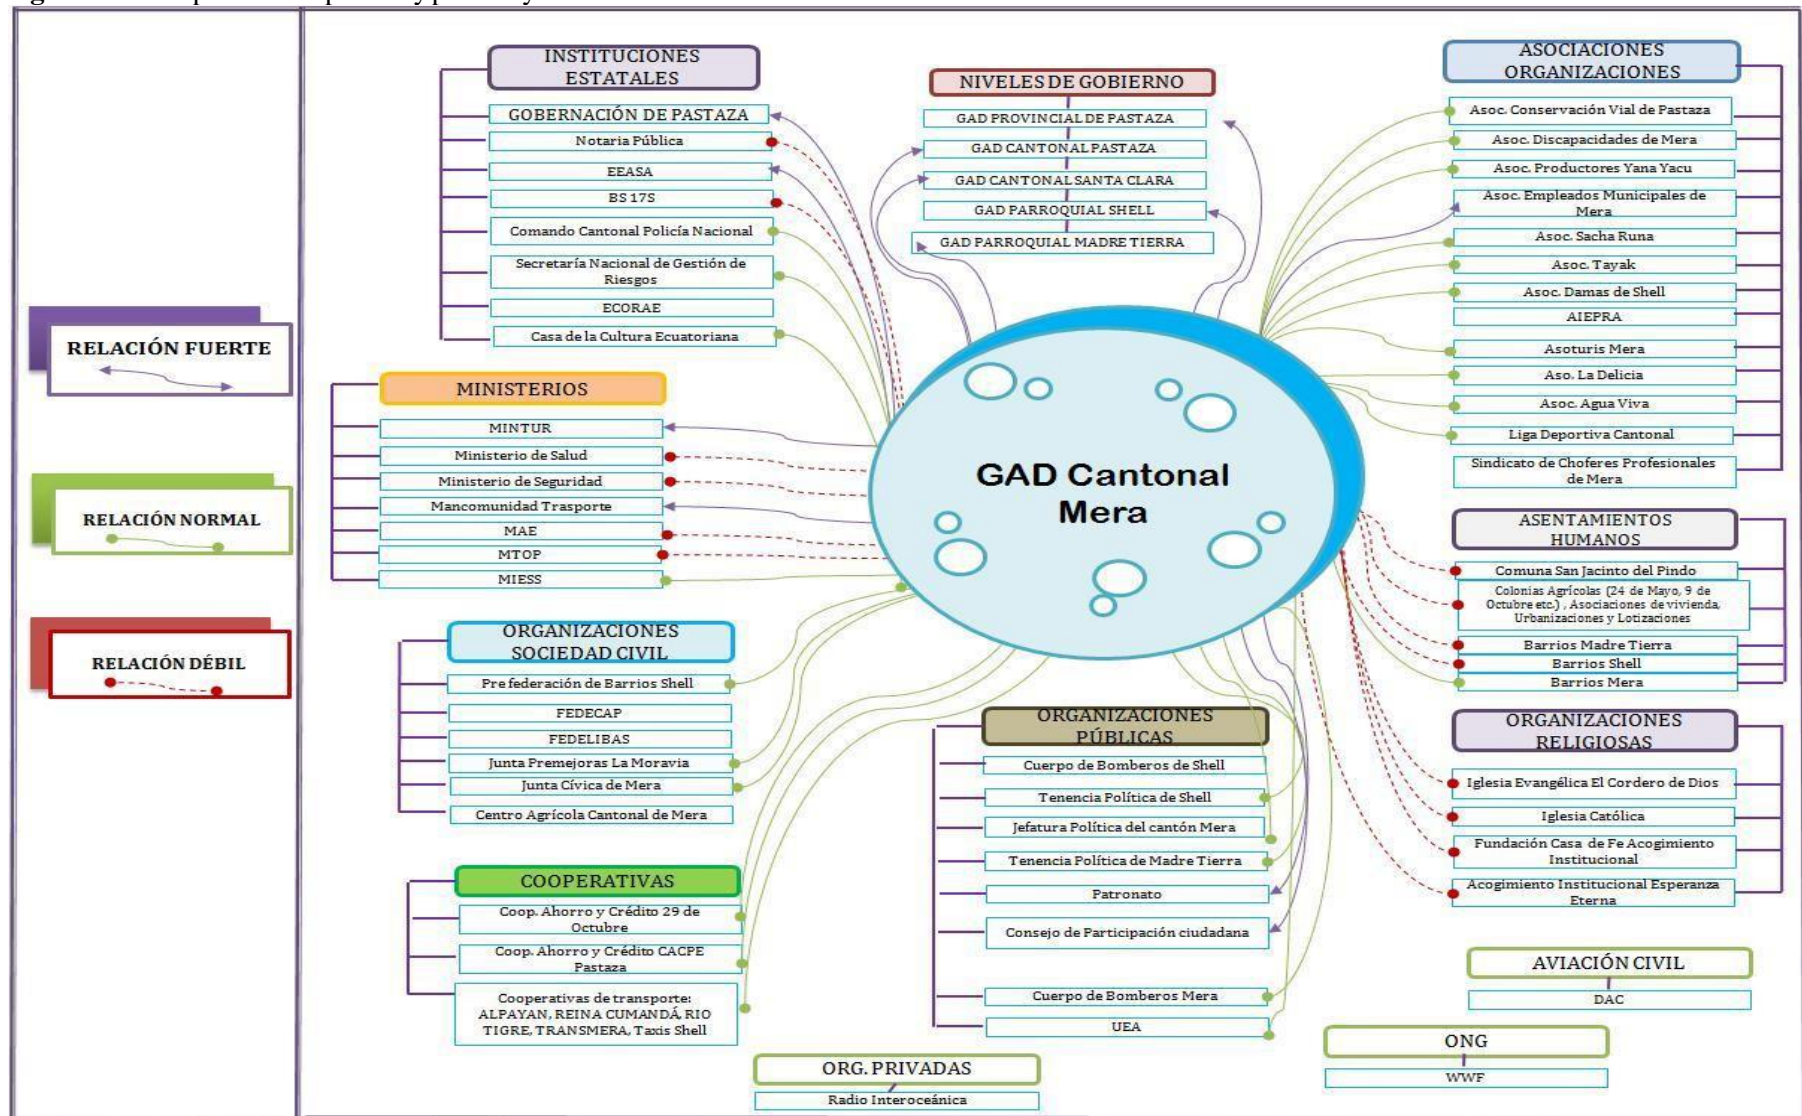 RELACIÓN FUERTE
RELACIÓN NORMAL
RELACIÓN DÉBIL
INSTITUCIONES
ESTATALES
GOBERNACIÓN DE PASTAZA
Notaria Pública
EEASA
BS 17S
Comando Cantonal Policía Nacional
Secretaría Nacional de Gestión de
Riesgos
ECORAE
Casa de la Cultura Ecuatoriana
MINISTERIOS
MINTUR
Ministerio de Salud
Ministerio de Seguridad
Mancomunidad Trasporte
MAE
MTOP
MIESS
ORGANIZACIONES
SOCIEDAD CIVIL
Pre federación de Barrios Shell
FEDECAP
FEDELIBAS
Junta Premejoras La Moravia
Junta Cívica de Mera
Centro Agrícola Cantonal de Mera
COOPERATIVAS
Coop. Ahorro y Crédito 29 de
Octubre
Coop. Ahorro y Crédito CACPE
Pastaza
Cooperativas de transporte:
ALPAYAN, REINA CUMANDÁ, RIO
TIGRE, TRANSMERA, Taxis Shell
NIVELES DE GOBIERNO
GAD PROVINCIAL DE PASTAZA
GAD CANTONAL PASTAZA
GAD CANTONAL SANTA CLARA
GAD PARROQUIAL SHELL
GAD PARROQUIAL MADRE TIERRA
GAD Cantonal
Mera
ORGANIZACIONES
PÚBLICAS
Cuerpo de Bomberos de Shell
Tenencia Política de Shell
Jefatura Política del cantón Mera
Tenencia Política de Madre Tierra
Patronato
Consejo de Participación ciudadana
Cuerpo de Bomberos Mera
UEA
ORG. PRIVADAS
Radio Interoceánica
ASOCIACIONES
ORGANIZACIONES
Asoc. Conservación Vial de Pastaza
Asoc. Discapacidades de Mera
Asoc. Productores Yana Yacu
Asoc. Empleados Municipales de
Mera
Asoc. Sacha Runa
Asoc. Tayak
Asoc. Damas de Shell
AIEPRA
Asoturis Mera
Aso. La Delicia
Asoc. Agua Viva
Liga Deportiva Cantonal
Sindicato de Choferes Profesionales
de Mera
ASENTAMIENTOS
HUMANOS
Comuna San Jacinto del Pindo
Colonias Agrícolas (24 de Mayo, 9 de
Octubre etc.) , Asociaciones de vivienda,
Urbanizaciones y Lotizaciones
Barrios Madre Tierra
Barrios Shell
Barrios Mera
ORGANIZACIONES
RELIGIOSAS
Iglesia Evangélica El Cordero de Dios
Iglesia Católica
Fundación Casa de Fe Acogimiento
Institucional
Acogimiento Institucional Esperanza
Eterna
AVIACIÓN CIVIL
DAC
ONG
WWF